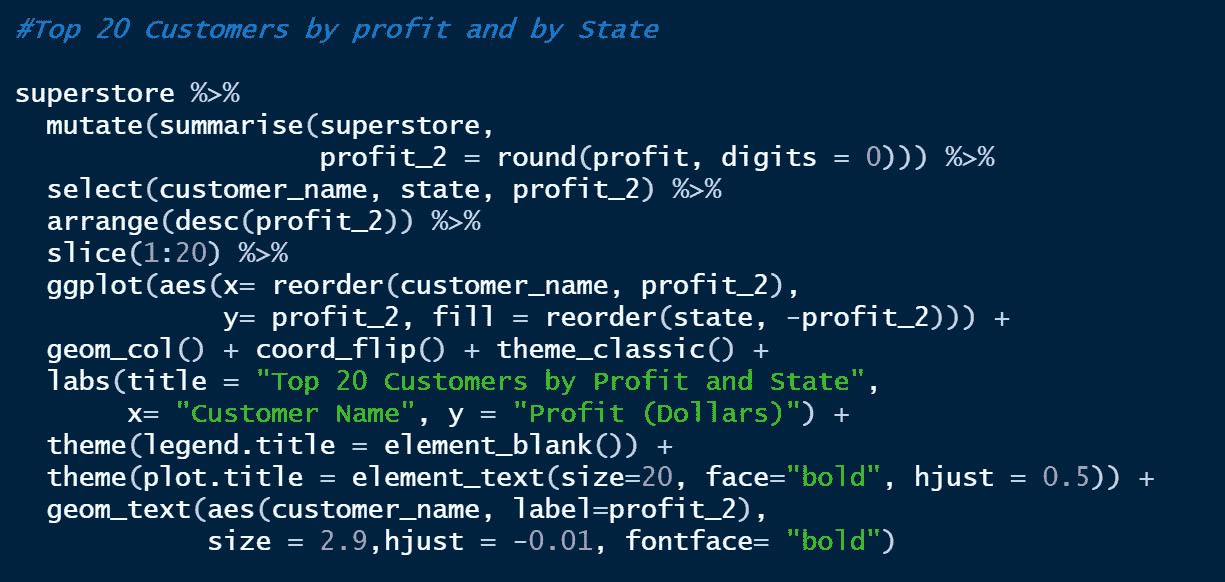 #Top 20 Customers by profit and by State
superstore %>%
  mutate(summarise(superstore,
                   profit_2 = round(profit, digits = 0))) %>%
  select(customer_name, state, profit_2) %>%
  arrange(desc(profit_2)) %>%
  slice(1:20) %>%
  ggplot(aes(x= reorder(customer_name, profit_2),
             y= profit_2, fill = reorder(state, -profit_2))) +
  geom_col() + coord_flip() + theme_classic() +
  labs(title = "Top 20 Customers by Profit and State",
       x= "Customer Name", y = "Profit (Dollars)") +
  theme(legend.title = element_blank()) +
  theme(plot.title = element_text(size=20, face="bold", hjust = 0.5)) +
  geom_text(aes(customer_name, label=profit_2),
            size = 2.9,hjust = -0.01, fontface= "bold")